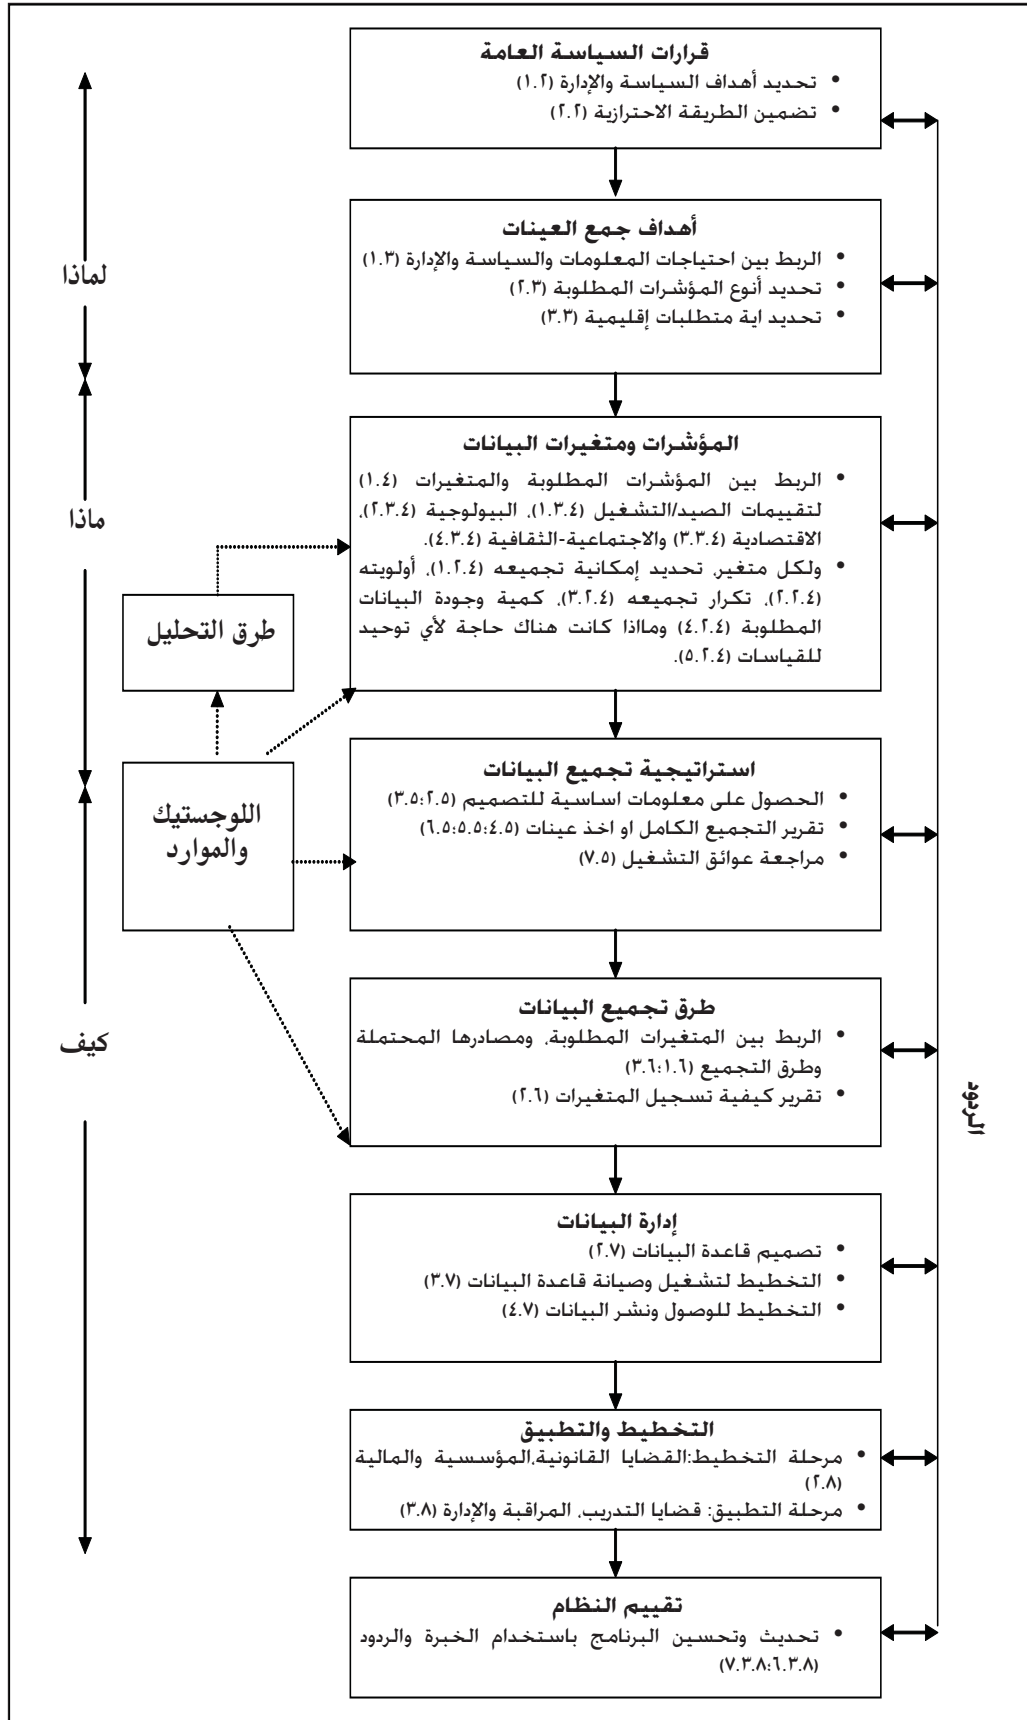 قرارات السياسة العامة
• تحديد أهداف السياسة والإدارة (١.٢)
• تضمين الطريقة الاحترازية (٢.٢)
أهداف جمع العينات
• الربط بين احتياجات المعلومات والسياسة والإدارة (١.٣)
• تحديد أنوع المؤشرات المطلوبة (٢.٣)
• تحديد اية متطلبات إقليمية (٣.٣)
لماذا
المؤشرات ومتغيرات البيانات
• الربط بين المؤشرات المطلوبة والمتغيرات (١.٤)
لتقييمات الصيد/التشغيل (١.٣.٤)، البيولوجية (٢.٣.٤)،
الاقتصادية (٣.٣.٤) والاجتماعية-الثقافية (٤.٣.٤).
• ولكل متغير، تحديد إمكانية تجميعه (١.٢.٤)، أولويته
(٢.٢.٤)، تكرار تجميعه (٣.٢.٤)، كمية وجودة البيانات
المطلوبة (٤.٢.٤) ومااذا كانت هناك حاجة لأي توحيد
للقياسات (٥.٢.٤).
ماذا
طرق التحليل
استراتيجية تجميع البيانات
• الحصول على معلومات اساسية للتصميم (٢.٥؛٣.٥)
• تقرير التجميع الكامل او اخذ عينات (٤.٥؛٥.٥؛٦.٥)
• مراجعة عوائق التشغيل (٧.٥)
اللوجستيك
والموارد
طرق تجميع البيانات
• الربط بين المتغيرات المطلوبة، ومصادرها المحتملة
وطرق التجميع (١.٦؛٣.٦)
• تقرير كيفية تسجيل المتغيرات (٢.٦)
كيف
الردود
إدارة البيانات
• تصميم قاعدة البيانات (٢.٧)
• التخطيط لتشغيل وصيانة قاعدة البيانات (٣.٧)
• التخطيط للوصول ونشر البيانات (٤.٧)
التخطيط والتطبيق
• مرحلة التخطيط:القضايا القانونية،المؤسسية والمالية
(٢.٨)
• مرحلة التطبيق: قضايا التدريب، المراقبة والإدارة (٣.٨)
تقييم النظام
• تحديث وتحسين البرنامج باستخدام الخبرة والردود
(٦.٣.٨؛٧.٣.٨)